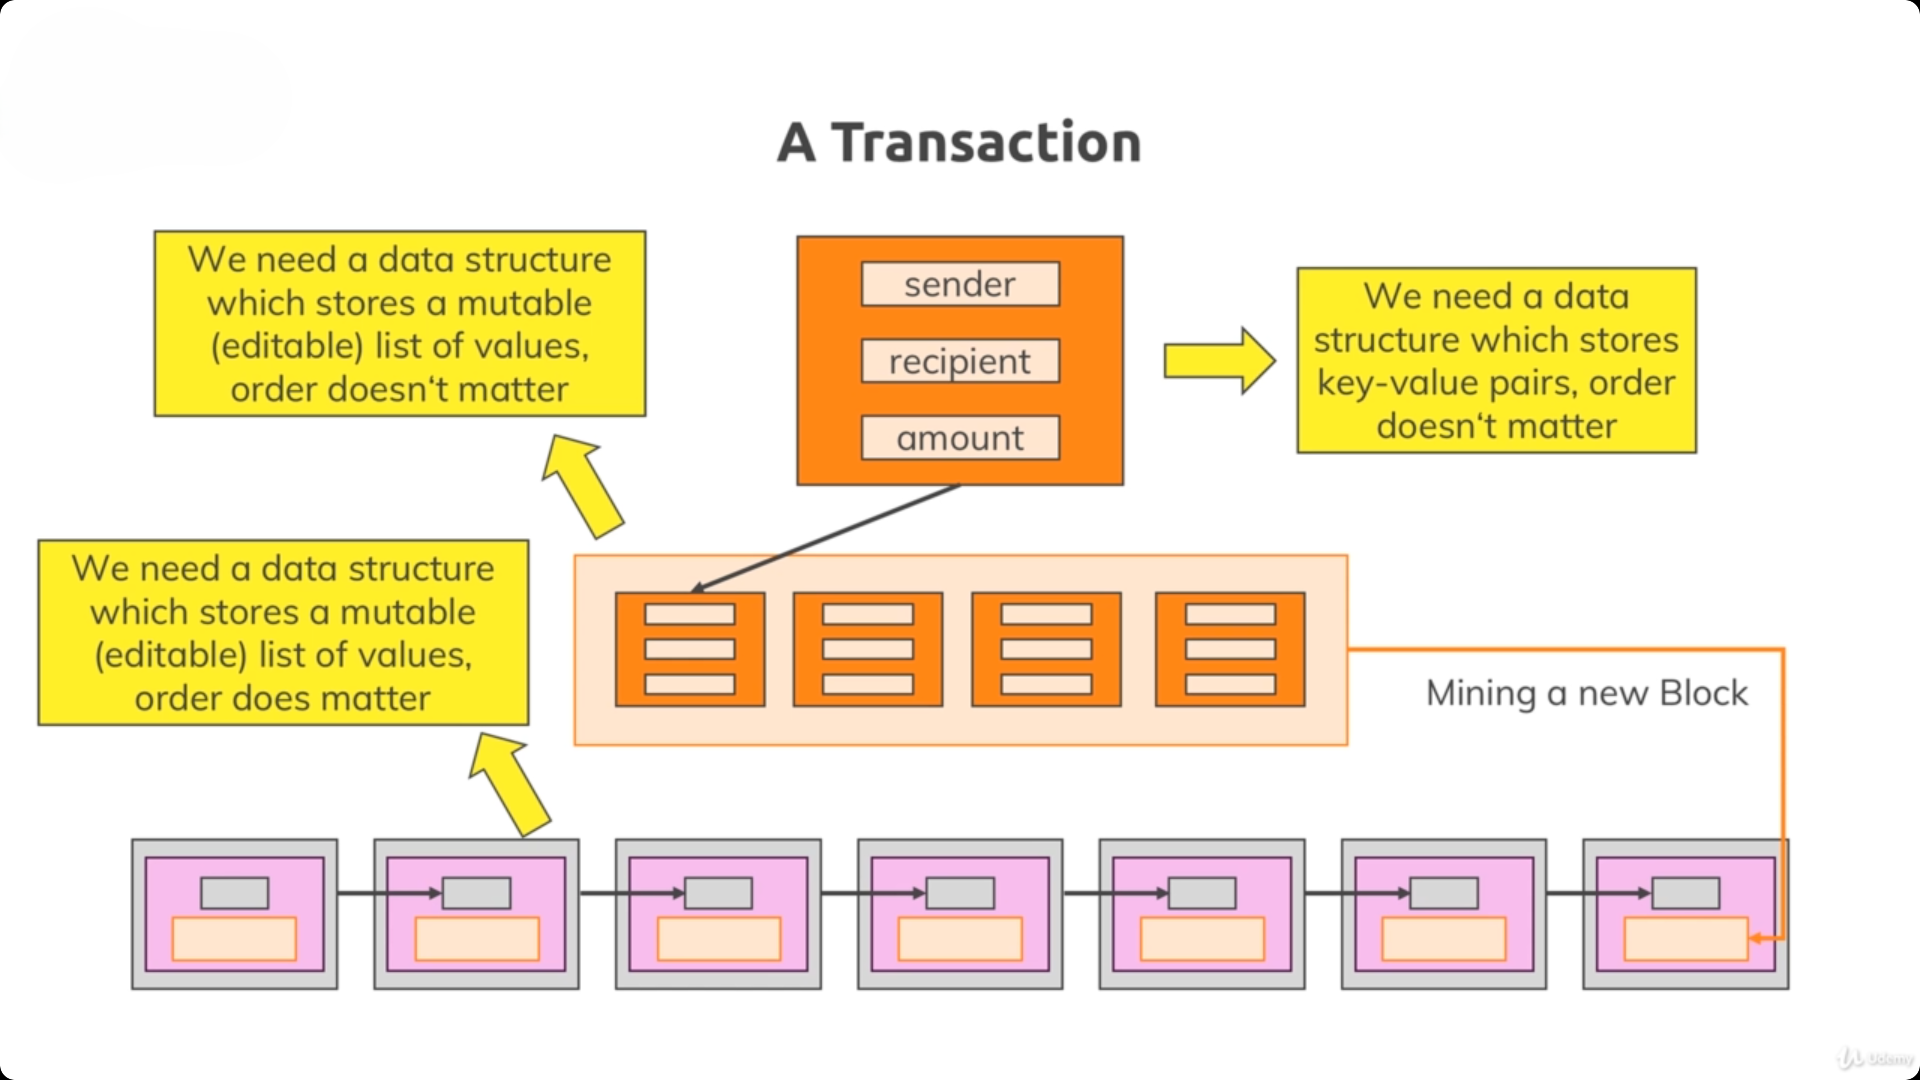 A Transaction
We need a data structure
which stores a mutable
(editable) list of values,
order doesn‘t matter
sender
recipient
amount
We need a data
structure which stores
key-value pairs, order
doesn‘t matter
We need a data structure
which stores a mutable
(editable) list of values,
order does matter
Mining a new Block
Udemy